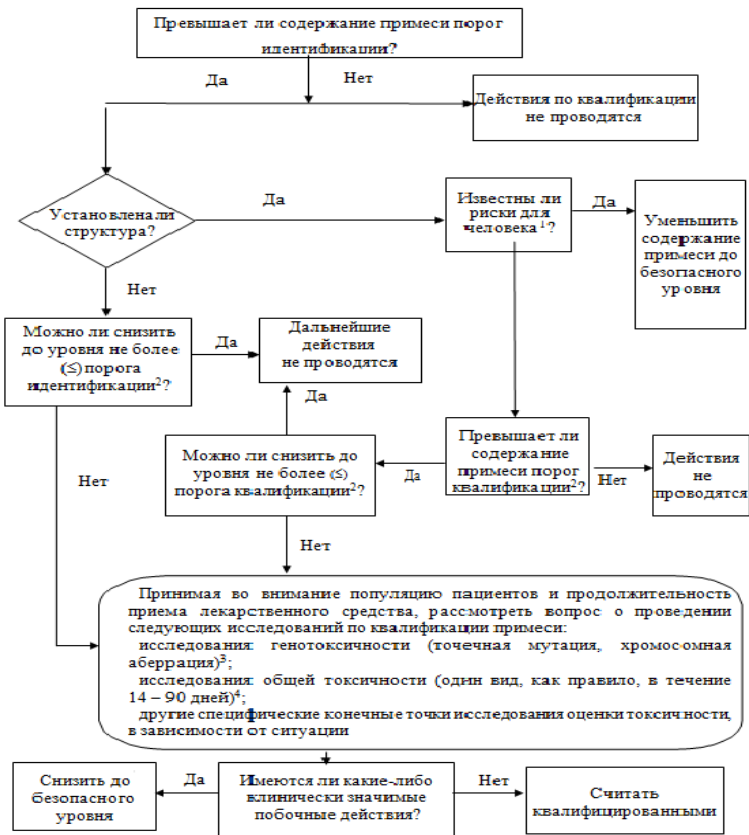 Превышает ли содержание примеси порог
идентификации?
Да
Нет
Действия по квалификации
не проводятся
Установленали
структура?
Да
Известны ли
риски для
человека¹?
Да
Уменьшить
содержание
примеси до
безопасного
уровня
Нет
Можно ли снизить
до уровня не более
(≤) порога
идентификации²?
Да
Дальнейшие
действия
не проводятся
Да
Нет
Можно ли снизить до
уровня не более (≤)
порога квалификации²?
Да
Превышает ли
содержание
примеси порог
квалификации²?
Нет
Действия
не
проводятся
Нет
Принимая во внимание популяцию пациентов и продолжительность
приема лекарственного средства, рассмотреть вопрос о проведении
следующих исследований по квалификации примеси:
исследования генотоксичности (точечная мутация, хромосомная
аберрация)³;
исследования общей токсичности (один вид, как правило, в течение
14 – 90 дней)⁴;
другие специфические конечные точки исследования оценки токсичности,
в зависимости от ситуации
Снизить до
безопасного
уровня
Да
Имеются ли какие-либо
клинически значимые
побочные действия?
Нет
Считать
квалифицированными